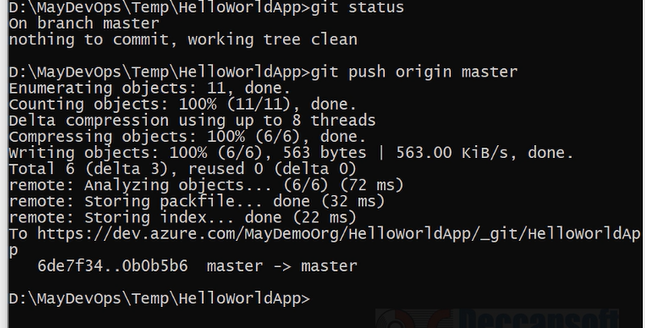 D:\MayDevOps\Temp\HelloWorldApp>git status
On branch master
nothing to commit, working tree clean
D:\MayDevOps\Temp\HelloWorldApp>git push origin master
Enumerating objects: 11, done.
Counting objects: 100% (11/11), done.
Delta compression using up to 8 threads
Compressing objects: 100% (6/6), done.
Writing objects: 100% (6/6), 563 bytes | 563.00 KiB/s, done.
Total 6 (delta 3), reused 0 (delta 0)
remote: Analyzing objects... (6/6) (72 ms)
remote: Storing packfile... done (32 ms)
remote: Storing index... done (22 ms)
To https://dev.azure.com/MayDemoOrg/HelloWorldApp/_git/HelloWorldAp
p
6de7f34..0b0b5b6  master -> master
D:\MayDevOps\Temp\HelloWorldApp>